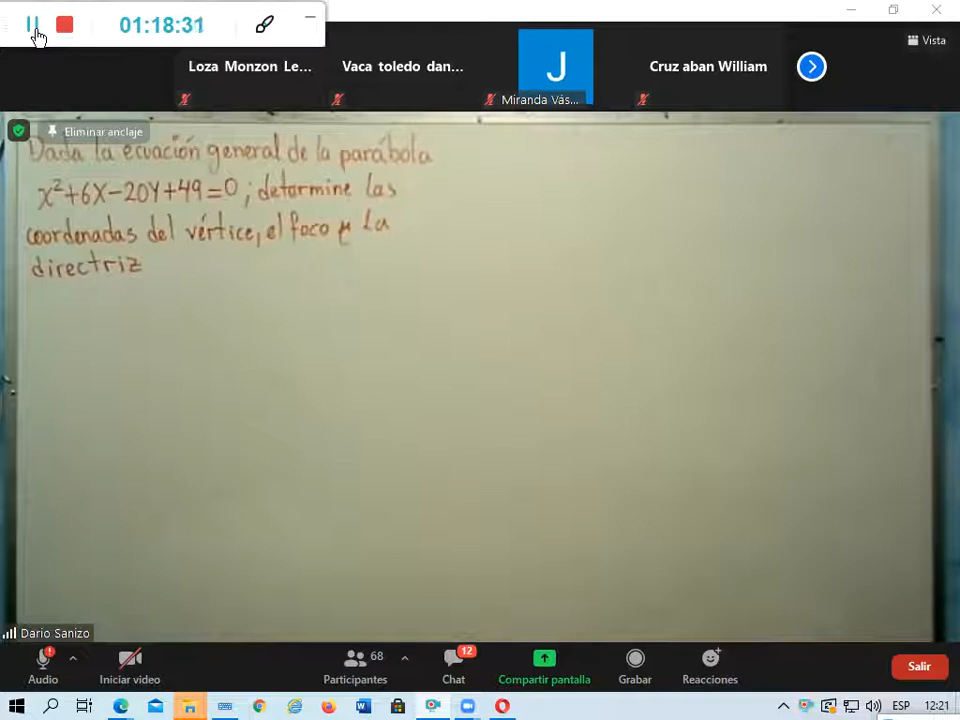 01:18:31
Vista
Loza Monzon Le...
Vaca toledo dan...
J
Cruz aban William
Miranda Vás...
Eliminar anclaje
Dada la ecuación general de la parábola
x²+6x-20y+49=0; determine las
coordenadas del vértice, el foco y la
directriz
Dario Sanizo
68
12
Audio
Iniciar video
Participantes
Chat
Compartir pantalla
Grabar
Reacciones
Salir
ESP
12:21